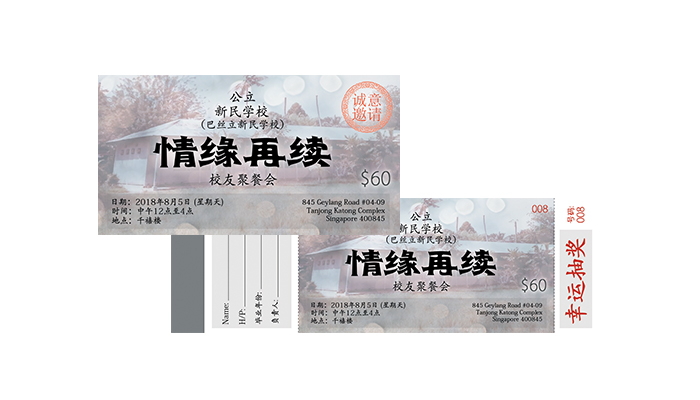 公立
新民学校
(巴丝立新民学校)
诚意
邀请
情缘再续
校友聚餐会
$60
日期：2018年8月5日 (星期天)
时间：中午12点至4点
地点：千禧楼
845 Geylang Road #04-09
Tanjong Katong Complex
Singapore 400845
Name:
H/P:
毕业年份:
负责人:
公立
新民学校
(巴丝立新民学校)
008
情缘再续
校友聚餐会
$60
日期：2018年8月5日 (星期天)
时间：中午12点至4点
地点：千禧楼
845 Geylang Road #04-09
Tanjong Katong Complex
Singapore 400845
号码:
008
幸运抽奖